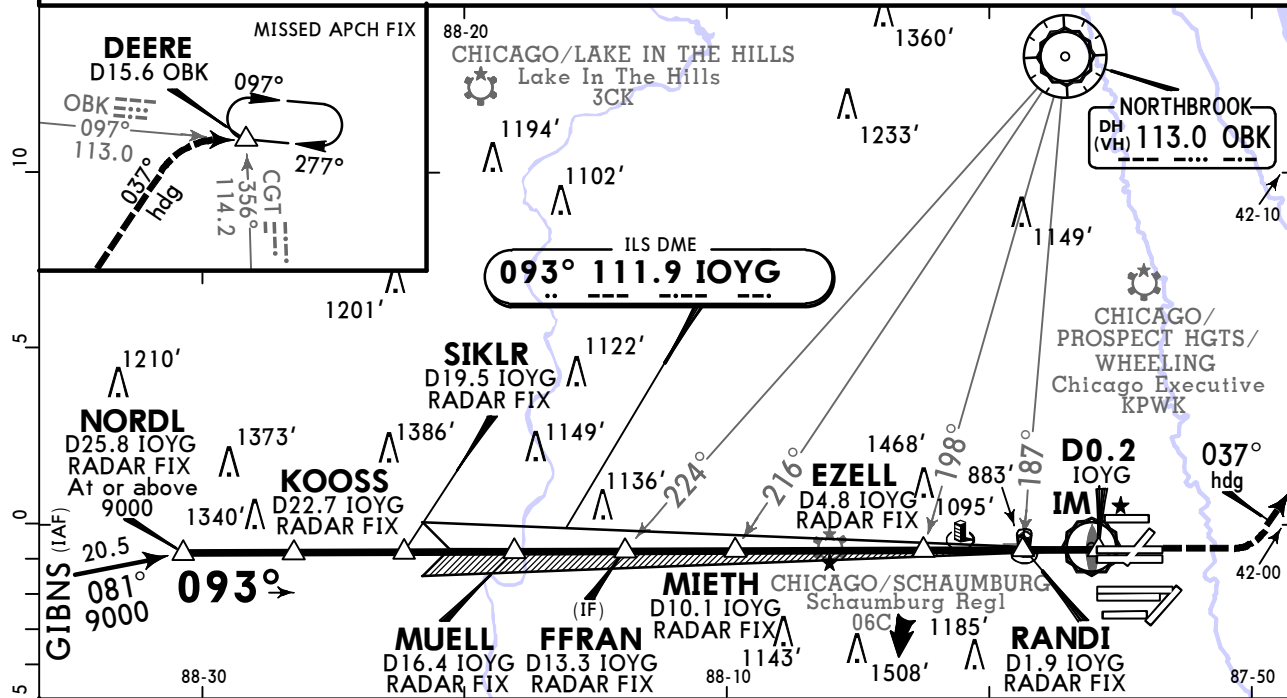 MISSED APCH FIX
DEERE
D15.6 OBK
097°
277°
OBK
097°
113.0
037°
hdg
CGT
356°
114.2
88-20
CHICAGO/LAKE IN THE HILLS
Lake In The Hills
3CK
1360'
1233'
1194'
1102'
NORTHBROOK
DH
(VH) 113.0 OBK
42-10
1149'
10
ILS DME
093° 111.9 IOYG
1201'
CHICAGO/
PROSPECT HGTS/
WHEELING
Chicago Executive
KPWK
5
1210'
SIKLR
D19.5 IOYG
RADAR FIX
1122'
NORDL
D25.8 IOYG
RADAR FIX
At or above
9000
1373'
1386'
1149'
1340'
KOOSS
D22.7 IOYG
RADAR FIX
1136'
224°
216°
198°
187°
1468'
EZELL
D4.8 IOYG
RADAR FIX
883'
1095'
D0.2
IOYG
IM
037°
hdg
0
GIBNS (IAF)
20.5
081°
9000
093°
42-00
MUELL
D16.4 IOYG
RADAR FIX
(IF)
FFRAN
D13.3 IOYG
RADAR FIX
MIETH
D10.1 IOYG
RADAR FIX
1143'
CHICAGO/SCHAUMBURG
Schaumburg Regl
06C
1508'
1185'
RANDI
D1.9 IOYG
RADAR FIX
5
88-30
88-10
87-50